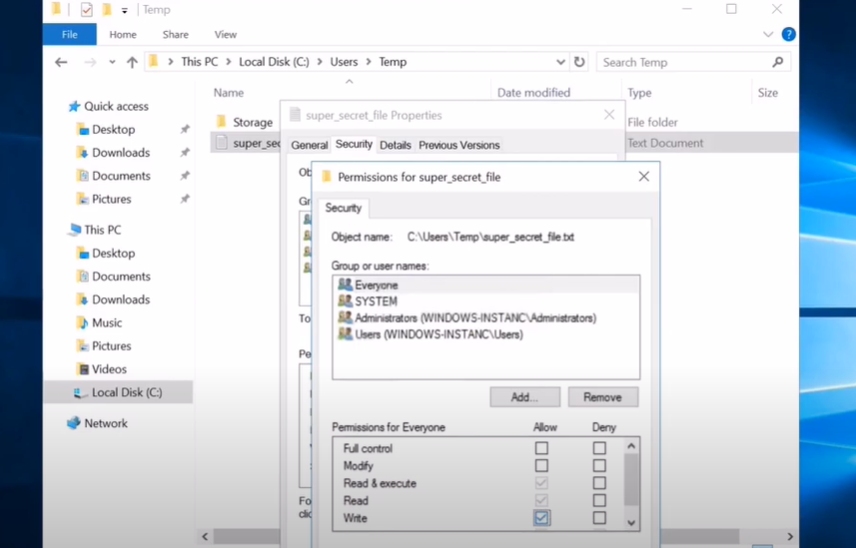 Temp
File Home Share View
This PC Local Disk (C:) Users Temp Search Temp
Name Date modified Type Size
Quick access
Desktop
Downloads
Documents
Pictures
This PC
Desktop
Documents
Downloads
Music
Pictures
Videos
Local Disk (C:)
Network
Storage File folder
super_sec Text Document
super_secret_file Properties
General Security Details Previous Versions
Ob
Gr
To
Pe
Fo
clic
Permissions for super_secret_file
Security
Object name: C:\Users\Temp\super_secret_file.txt
Group or user names:
Everyone
SYSTEM
Administrators (WINDOWS-INSTANC\Administrators)
Users (WINDOWS-INSTANC\Users)
Add... Remove
Permissions for Everyone Allow Deny
Full control
Modify
Read & execute
Read
Write